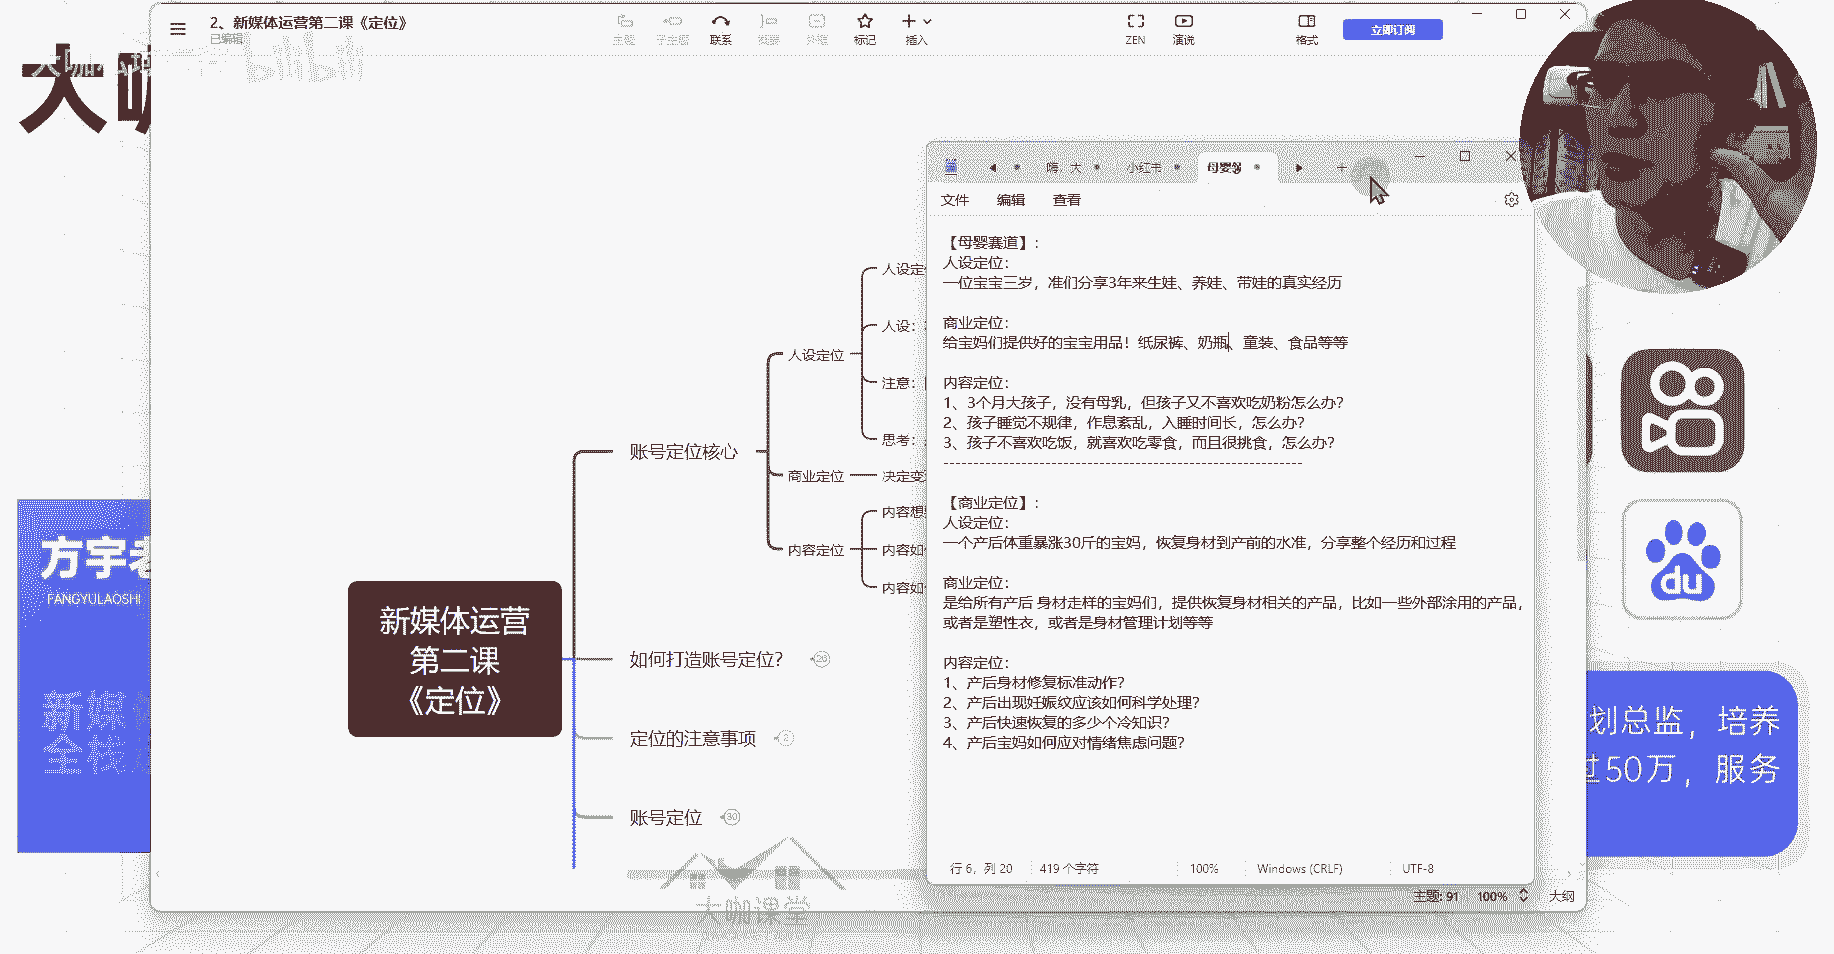 2、新媒体运营第二课《定位》
已编辑
主题
子主题
联系
概要
外框
标记
插入
ZEN
演说
格式
立即订阅
大咖
bilibili
方宇老
FANGYULAOSHI
新媒体
全栈
新媒体运营
第二课
《定位》
账号定位核心
人设定位
人设定
人设：
注意：
思考：
商业定位
决定变
内容定位
内容想
内容如
内容如
如何打造账号定位？
26
定位的注意事项
2
账号定位
30
大咖课堂
嗨，大
小红书
母婴
文件
编辑
查看
【母婴赛道】：
人设定位：
一位宝宝三岁，准们分享3年来生娃、养娃、带娃的真实经历
商业定位：
给宝妈们提供好的宝宝用品！纸尿裤、奶瓶、童装、食品等等
内容定位：
1、3个月大孩子，没有母乳，但孩子又不喜欢吃奶粉怎么办？
2、孩子睡觉不规律，作息紊乱，入睡时间长，怎么办？
3、孩子不喜欢吃饭，就喜欢吃零食，而且很挑食，怎么办？
------------------------------------------------------------
【商业定位】：
人设定位：
一个产后体重暴涨30斤的宝妈，恢复身材到产前的水准，分享整个经历和过程
商业定位：
是给所有产后 身材走样的宝妈们，提供恢复身材相关的产品，比如一些外部涂用的产品，
或者是塑性衣，或者是身材管理计划等等
内容定位：
1、产后身材修复标准动作？
2、产后出现妊娠纹应该如何科学处理？
3、产后快速恢复的多少个冷知识？
4、产后宝妈如何应对情绪焦虑问题？
行 6，列 20
419 个字符
100%
Windows (CRLF)
UTF-8
主题: 91
100%
大纲
du
划总监，培养
过50万，服务